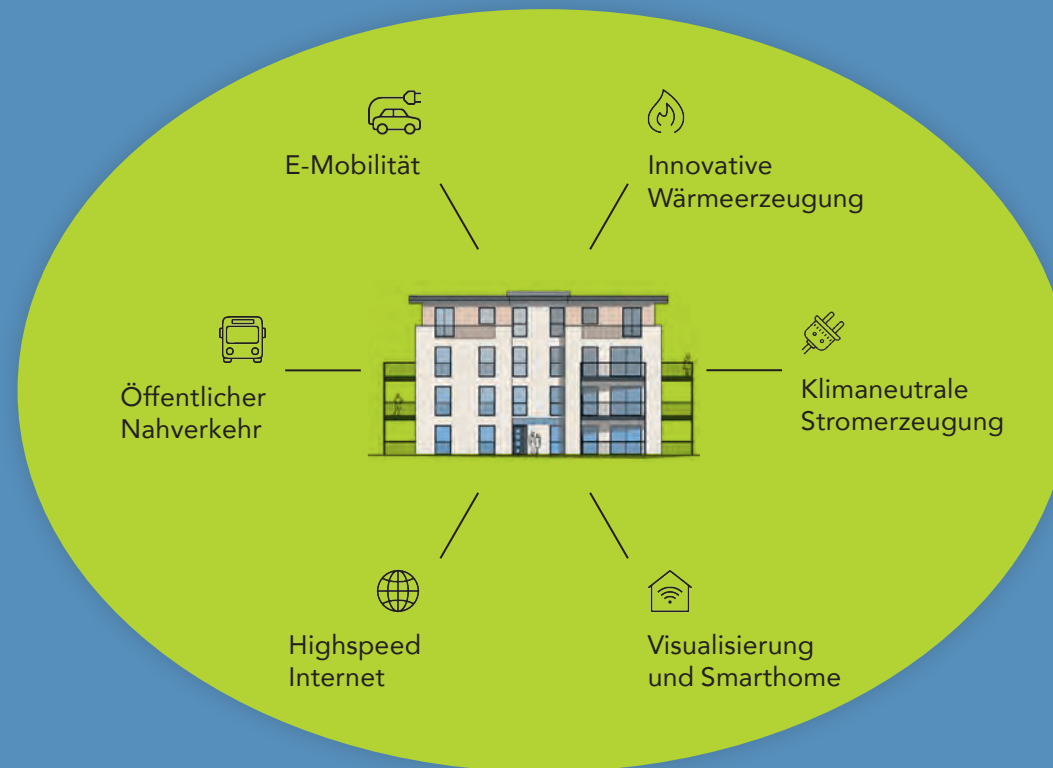 E-Mobilität
Innovative
Wärmeerzeugung
Öffentlicher
Nahverkehr
Klimaneutrale
Stromerzeugung
Highspeed
Internet
Visualisierung
und Smarthome